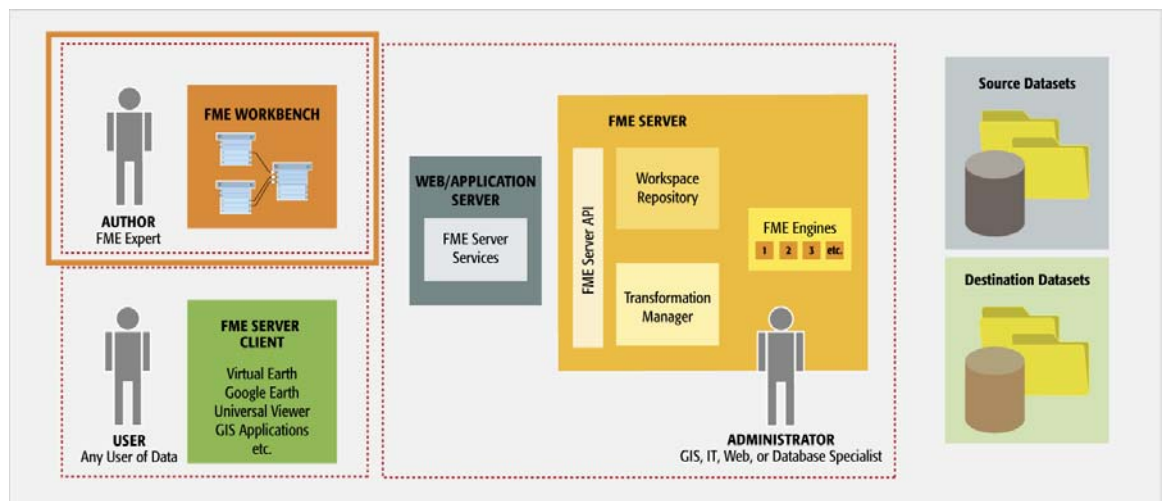 FME WORKBENCH
AUTHOR
FME Expert
FME SERVER
CLIENT
Virtual Earth
Google Earth
Universal Viewer
GIS Applications
etc.
USER
Any User of Data
WEB/APPLICATION
SERVER
FME Server
Services
FME SERVER
FME Server API
Workspace
Repository
Transformation
Manager
FME Engines
1 2 3 etc.
ADMINISTRATOR
GIS, IT, Web, or Database Specialist
Source Datasets
Destination Datasets